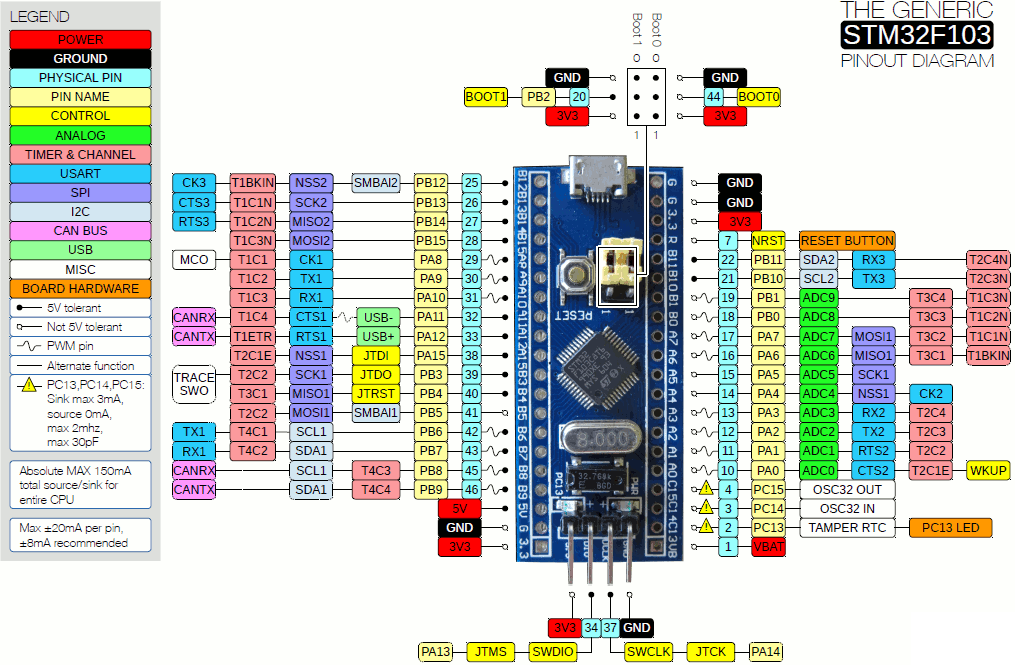 LEGEND
POWER
GROUND
PHYSICAL PIN
PIN NAME
CONTROL
ANALOG
TIMER & CHANNEL
USART
SPI
I2C
CAN BUS
USB
MISC
BOARD HARDWARE
5V tolerant
Not 5V tolerant
PWM pin
Alternate function
PC13,PC14,PC15:
Sink max 3mA,
source 0mA,
max 2mhz,
max 30pF
Absolute MAX 150mA
total source/sink for
entire CPU
Max ±20mA per pin,
±8mA recommended
THE GENERIC
STM32F103
PINOUT DIAGRAM
Boot 1 Boot 0
GND GND
BOOT1 PB2 20 44 BOOT0
3V3 3V3
1 1
CK3 T1BKIN NSS2 SMBAI2 PB12 25
CTS3 T1C1N SCK2 PB13 26
RTS3 T1C2N MISO2 PB14 27
T1C3N MOSI2 PB15 28
MCO T1C1 CK1 PA8 29
T1C2 TX1 PA9 30
T1C3 RX1 PA10 31
CANRX T1C4 CTS1 USB- PA11 32
CANTX T1ETR RTS1 USB+ PA12 33
T2C1E NSS1 JTDI PA15 38
TRACE
SWO
T2C2 SCK1 JTDO PB3 39
T3C1 MISO1 JTRST PB4 40
T2C2 MOSI1 SMBAI1 PB5 41
TX1 T4C1 SCL1 PB6 42
RX1 T4C2 SDA1 PB7 43
CANRX SCL1 T4C3 PB8 45
CANTX SDA1 T4C4 PB9 46
5V
GND
3V3
B12 B13 B14 B15 A8 A9 A10 A11 A12 A15 B3 B4 B5 B6 B7 B8 B9 5V G 3.3
RESET
1 1
8.000
32.768k
PC13
PWR
G G 3.3 R B11 B10 B1 B0 A7 A6 A5 A4 A3 A2 A1 A0 C15 C14 C13 VB
GND
GND
3V3
7 NRST RESET BUTTON
22 PB11 SDA2 RX3 T2C4N
21 PB10 SCL2 TX3 T2C3N
19 PB1 ADC9 T3C4 T1C3N
18 PB0 ADC8 T3C3 T1C2N
17 PA7 ADC7 MOSI1 T3C2 T1C1N
16 PA6 ADC6 MISO1 T3C1 T1BKIN
15 PA5 ADC5 SCK1
14 PA4 ADC4 NSS1 CK2
13 PA3 ADC3 RX2 T2C4
12 PA2 ADC2 TX2 T2C3
11 PA1 ADC1 RTS2 T2C2
10 PA0 ADC0 CTS2 T2C1E WKUP
4 PC15 OSC32 OUT
3 PC14 OSC32 IN
2 PC13 TAMPER RTC PC13 LED
1 VBAT
3V3 34 37 GND
PA13 JTMS SWDIO SWCLK JTCK PA14